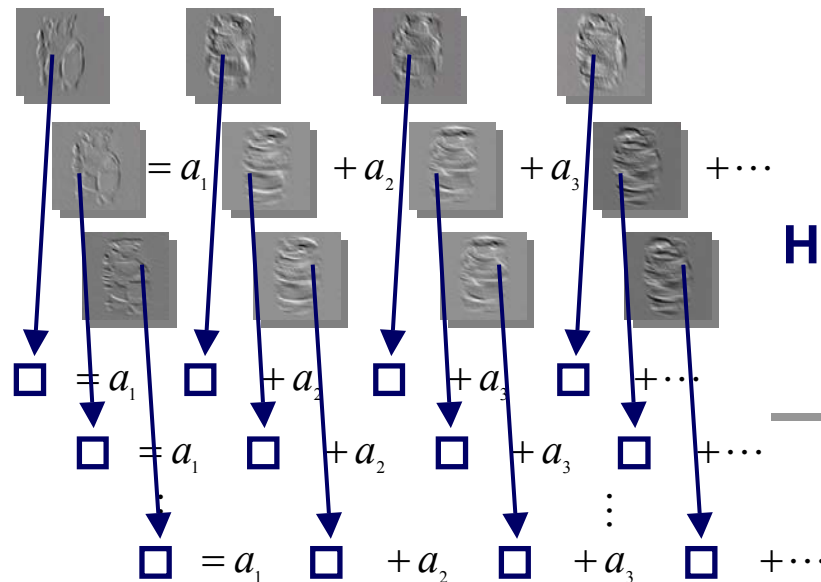 = a₁ + a₂ + a₃ + ⋯
H
= a₁ + a₂ + a₃ + ⋯
= a₁ + a₂ + a₃ + ⋯
⋮ ⋮
= a₁ + a₂ + a₃ + ⋯